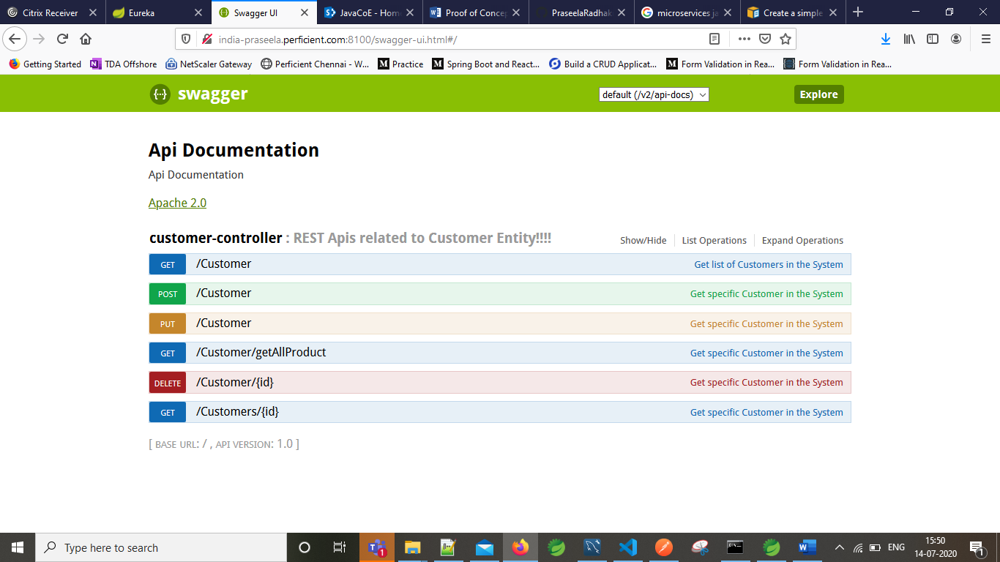 Citrix Receiver
Eureka
Swagger UI
JavaCoE - Hom
Proof of Concep
PraseelaRadhak
microservices ja
Create a simple
india-praseela.perficient.com:8100/swagger-ui.html#/
Getting Started
TDA Offshore
NetScaler Gateway
Perficient Chennai - W...
Practice
Spring Boot and React...
Build a CRUD Applicat...
Form Validation in Rea...
Form Validation in Rea...
swagger
default (/v2/api-docs)
Explore
Api Documentation
Api Documentation
Apache 2.0
customer-controller : REST Apis related to Customer Entity!!!!
Show/Hide
List Operations
Expand Operations
GET /Customer Get list of Customers in the System
POST /Customer Get specific Customer in the System
PUT /Customer Get specific Customer in the System
GET /Customer/getAllProduct Get specific Customer in the System
DELETE /Customer/{id} Get specific Customer in the System
GET /Customers/{id} Get specific Customer in the System
[ BASE URL: / , API VERSION: 1.0 ]
Type here to search
1
ENG
15:50
14-07-2020
1